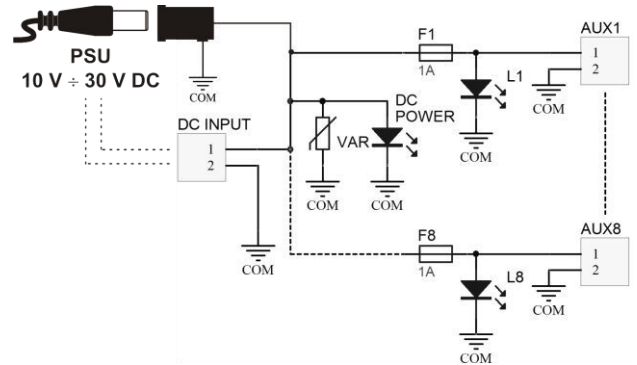 PSU
10 V ÷ 30 V DC
COM
DC INPUT
1
2
COM
VAR
COM
DC
POWER
COM
F1
1A
L1
COM
AUX1
1
2
COM
F8
1A
L8
COM
AUX8
1
2
COM